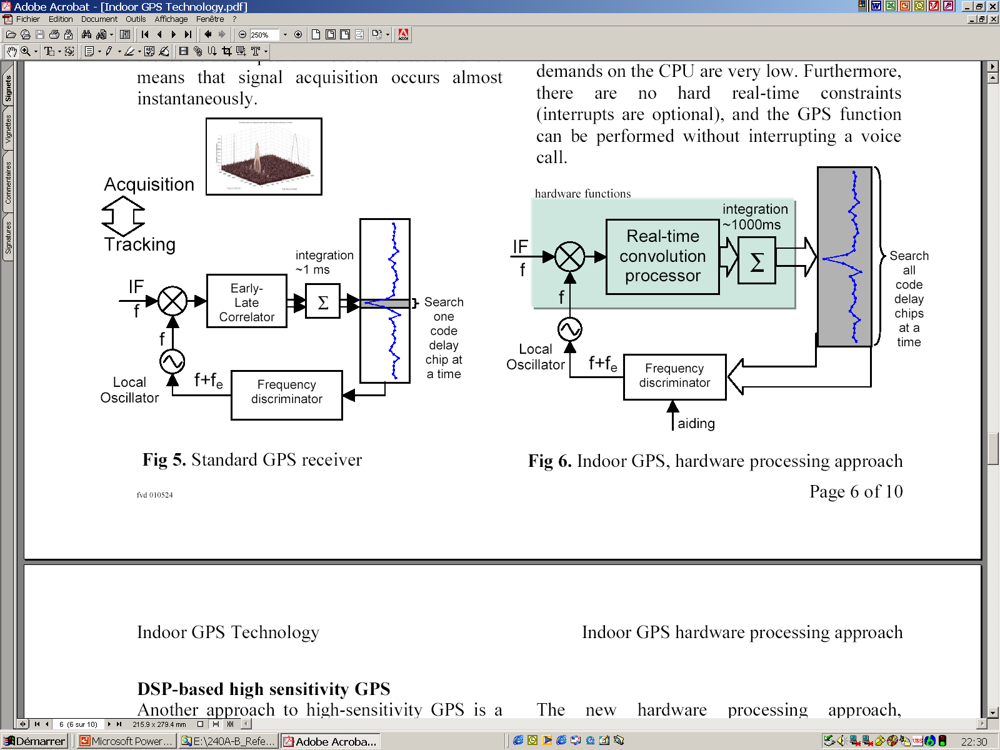 Adobe Acrobat - [Indoor GPS Technology.pdf]
Fichier Edition Document Outils Affichage Fenêtre ?
250%
Signets
Vignettes
Commentaires
Signatures
means that signal acquisition occurs almost
instantaneously.
Acquisition
Tracking
integration
~1 ms
IF
f
Early-
Late
Correlator
Σ
f
Local
Oscillator
f+fe
Frequency
discriminator
Search
one
code
delay
chip at
a time
Fig 5. Standard GPS receiver
fvd 010524
demands on the CPU are very low. Furthermore,
there are no hard real-time constraints
(interrupts are optional), and the GPS function
can be performed without interrupting a voice
call.
hardware functions
integration
~1000ms
IF
f
Real-time
convolution
processor
Σ
f
Local
Oscillator
f+fe
Frequency
discriminator
aiding
Search
all
code
delay
chips
at a
time
Fig 6. Indoor GPS, hardware processing approach
Page 6 of 10
Indoor GPS Technology
Indoor GPS hardware processing approach
DSP-based high sensitivity GPS
Another approach to high-sensitivity GPS is a
The new hardware processing approach,
6 (6 sur 10)
215.9 x 279.4 mm
Démarrer
Microsoft Power...
E:\240A-B_Refe...
Adobe Acroba...
22:30